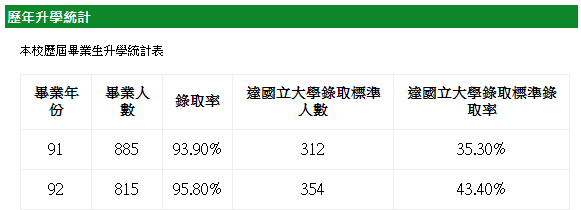 歷年升學統計
本校歷屆畢業生升學統計表
畢業年 畢業人 錄取率 達國立大學錄取標準 達國立大學錄取標準錄
份 數 人數 取率
91 885 93.90% 312 35.30%
92 815 95.80% 354 43.40%